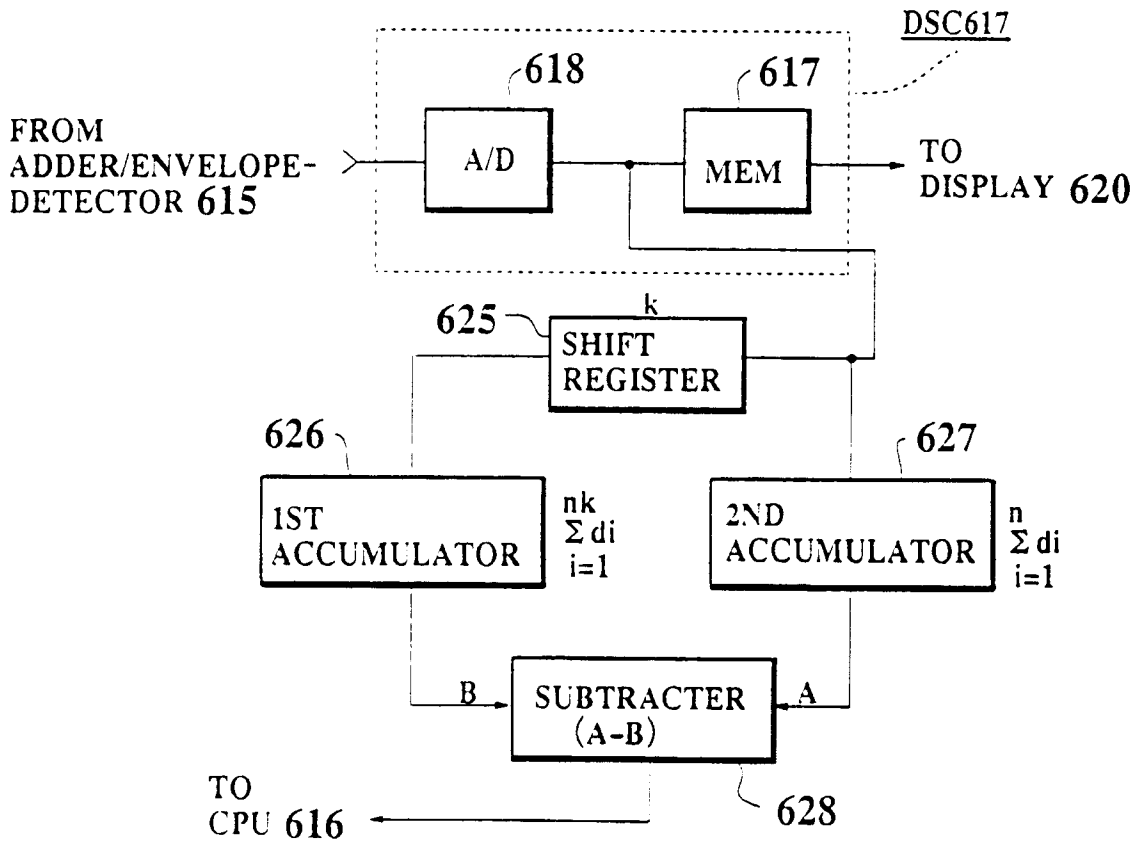 DSC617
618
617
FROM
ADDER/ENVELOPE-
DETECTOR 615
A/D
MEM
TO
DISPLAY 620
k
625
SHIFT
REGISTER
626
627
1ST
ACCUMULATOR
nk
Σ di
i=1
2ND
ACCUMULATOR
n
Σ di
i=1
B
SUBTRACTER
(A-B)
A
628
TO
CPU 616